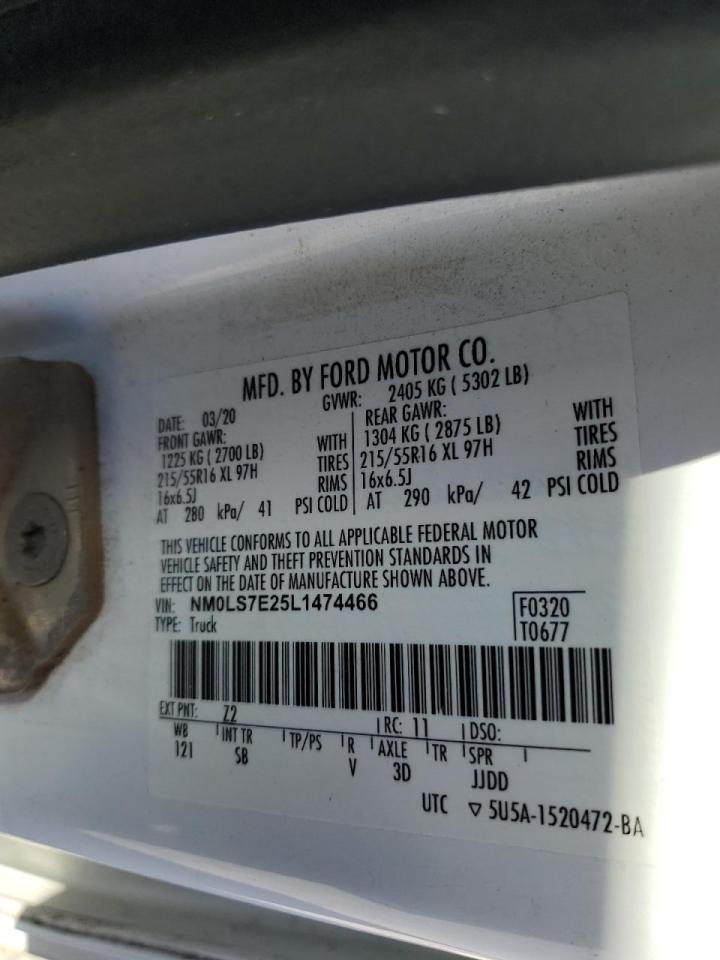 MFD. BY FORD MOTOR CO.
DATE: 03/20 GVWR: 2405 KG ( 5302 LB)
FRONT GAWR: REAR GAWR:
1225 KG ( 2700 LB) WITH 1304 KG ( 2875 LB) WITH
215/55R16 XL 97H TIRES 215/55R16 XL 97H TIRES
16x6.5J RIMS 16x6.5J RIMS
AT 280 kPa/ 41 PSI COLD AT 290 kPa/ 42 PSI COLD
THIS VEHICLE CONFORMS TO ALL APPLICABLE FEDERAL MOTOR
VEHICLE SAFETY AND THEFT PREVENTION STANDARDS IN
EFFECT ON THE DATE OF MANUFACTURE SHOWN ABOVE.
VIN: NM0LS7E25L1474466 F0320
TYPE: Truck T0677
EXT PNT: Z2 RC: 11 DSO:
WB INT TR TP/PS R AXLE TR SPR
121 SB V 3D JJDD
UTC ▽ 5U5A-1520472-BA